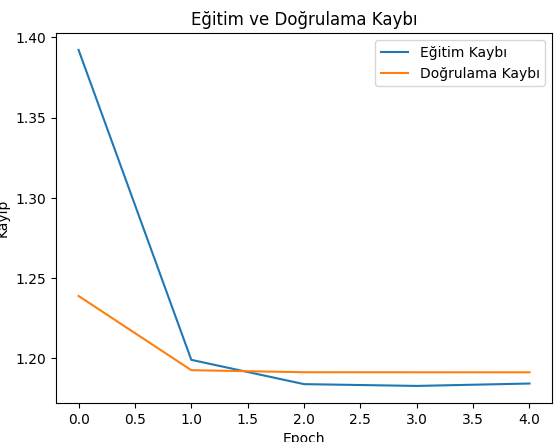 Eğitim ve Doğrulama Kaybı
Eğitim Kaybı
Doğrulama Kaybı
1.40
1.35
1.30
1.25
1.20
Kayıp
0.0 0.5 1.0 1.5 2.0 2.5 3.0 3.5 4.0
Epoch